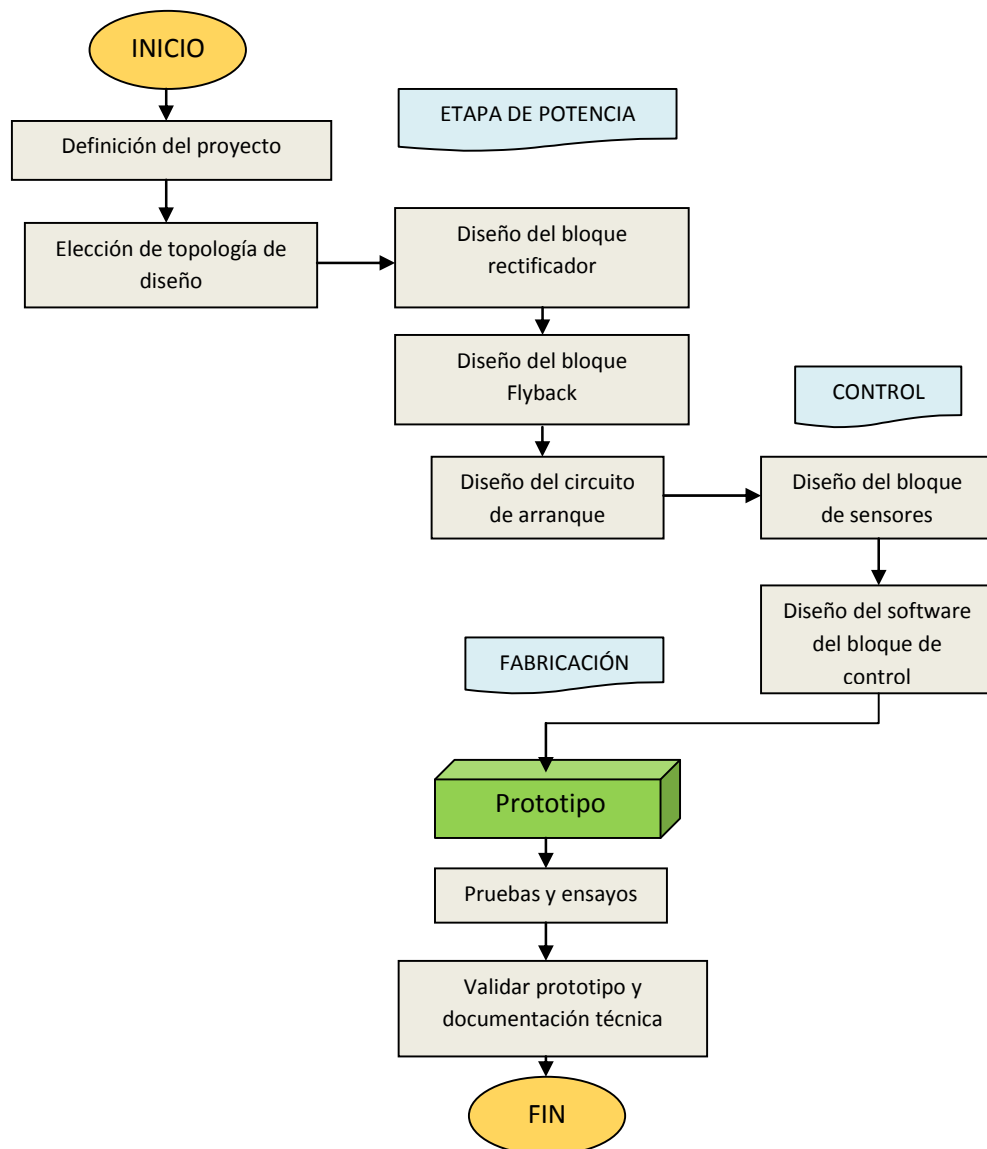 INICIO
ETAPA DE POTENCIA
Definición del proyecto
Elección de topología de
diseño
Diseño del bloque
rectificador
Diseño del bloque
Flyback
CONTROL
Diseño del circuito
de arranque
Diseño del bloque
de sensores
Diseño del software
del bloque de
control
FABRICACIÓN
Prototipo
Pruebas y ensayos
Validar prototipo y
documentación técnica
FIN